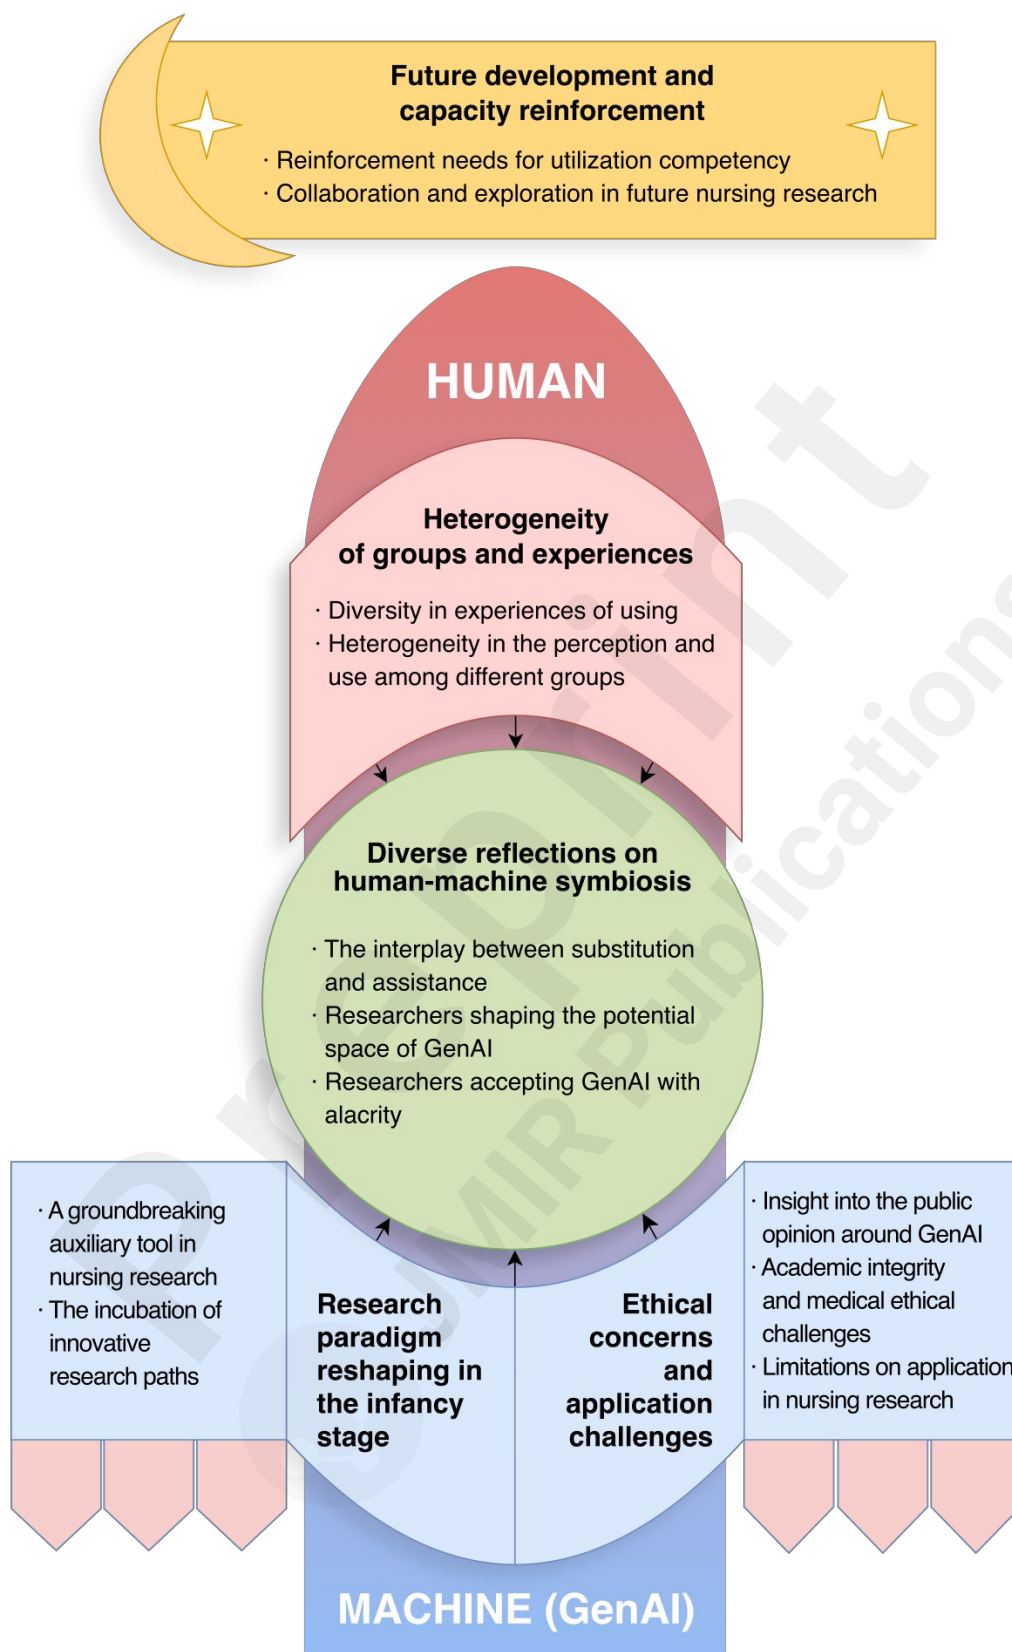 Future development and
capacity reinforcement
· Reinforcement needs for utilization competency
· Collaboration and exploration in future nursing research
HUMAN
Heterogeneity
of groups and experiences
· Diversity in experiences of using
· Heterogeneity in the perception and
use among different groups
Diverse reflections on
human-machine symbiosis
· The interplay between substitution
and assistance
· Researchers shaping the potential
space of GenAI
· Researchers accepting GenAI with
alacrity
· A groundbreaking
auxiliary tool in
nursing research
· The incubation of
innovative
research paths
Research
paradigm
reshaping in
the infancy
stage
Ethical
concerns
and
application
challenges
· Insight into the public
opinion around GenAI
· Academic integrity
and medical ethical
challenges
· Limitations on application
in nursing research
MACHINE (GenAI)
Preprint
JMIR Publications